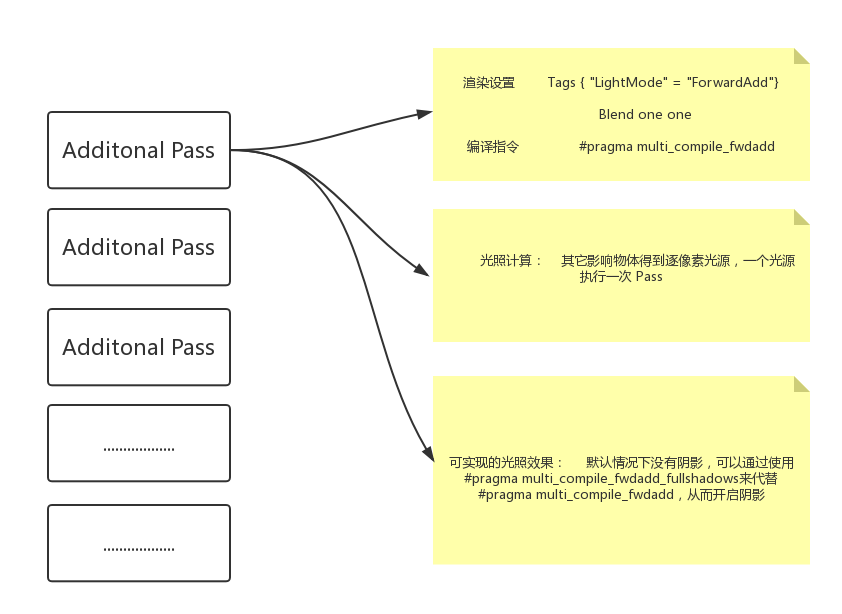 Additonal Pass
Additonal Pass
Additonal Pass
..................
..................
渲染设置 Tags { "LightMode" = "ForwardAdd"}
Blend one one
编译指令 #pragma multi_compile_fwdadd
光照计算： 其它影响物体得到逐像素光源，一个光源
执行一次 Pass
可实现的光照效果： 默认情况下没有阴影，可以通过使用
#pragma multi_compile_fwdadd_fullshadows来代替
#pragma multi_compile_fwdadd，从而开启阴影